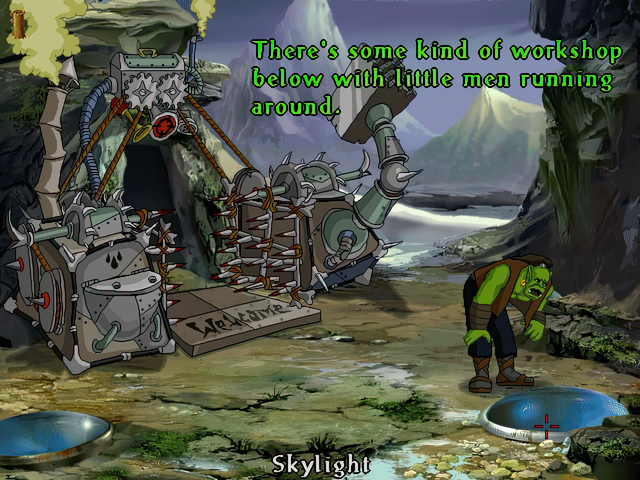 There's some kind of workshop
below with little men running
around.
Welcome
Skylight